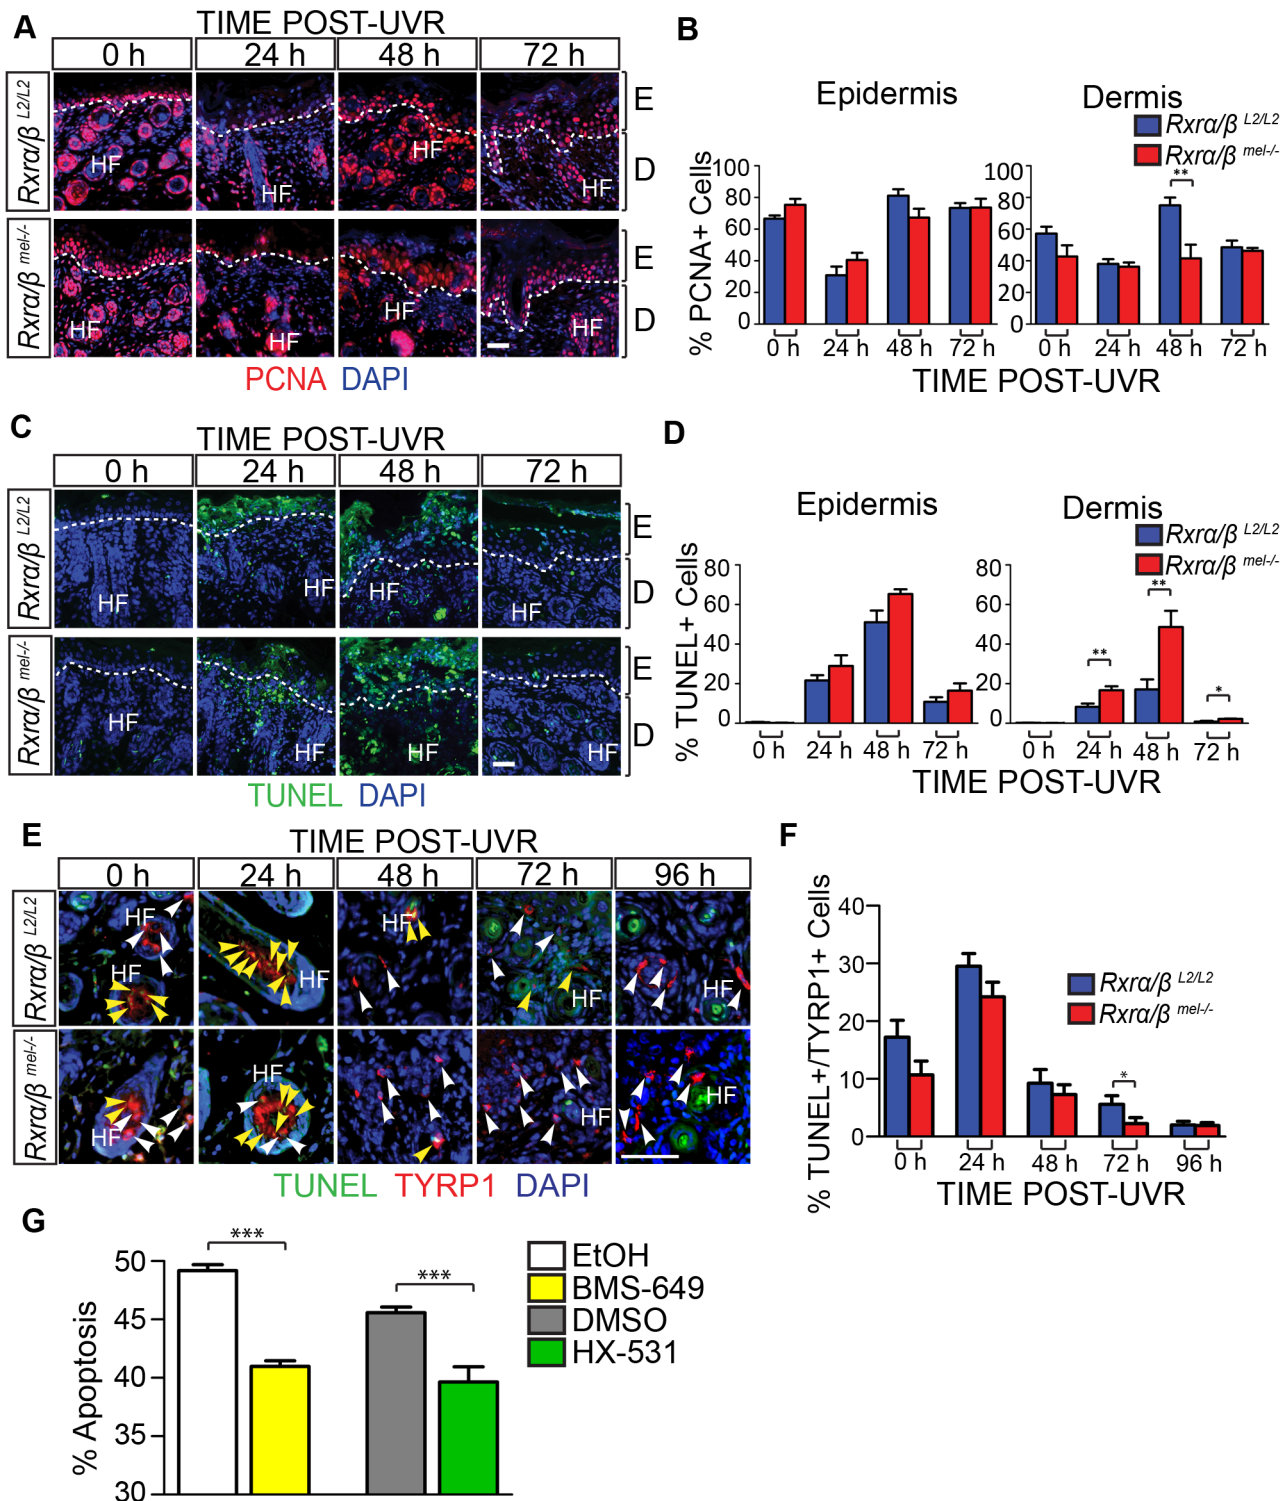 A
TIME POST-UVR
0 h 24 h 48 h 72 h
Rxrα/β L2/L2
HF HF HF HF
E
D
Rxrα/β mel-/-
HF HF HF HF
E
D
PCNA DAPI
B
Epidermis Dermis
Rxrα/β L2/L2
Rxrα/β mel-/-
% PCNA+ Cells
100 80 60 40 20 0
0 h 24 h 48 h 72 h
100 80 60 40 20 0
**
0 h 24 h 48 h 72 h
TIME POST-UVR
C
TIME POST-UVR
0 h 24 h 48 h 72 h
Rxrα/β L2/L2
HF HF HF HF
E
D
Rxrα/β mel-/-
HF HF HF HF
E
D
TUNEL DAPI
D
Epidermis Dermis
Rxrα/β L2/L2
Rxrα/β mel-/-
% TUNEL+ Cells
80 60 40 20 0
0 h 24 h 48 h 72 h
80 60 40 20 0
** ** *
0 h 24 h 48 h 72 h
TIME POST-UVR
E
TIME POST-UVR
0 h 24 h 48 h 72 h 96 h
Rxrα/β L2/L2
HF HF HF HF HF HF
Rxrα/β mel-/-
HF HF HF HF
TUNEL TYRP1 DAPI
F
% TUNEL+/TYRP1+ Cells
40 30 20 10 0
Rxrα/β L2/L2
Rxrα/β mel-/-
*
0 h 24 h 48 h 72 h 96 h
TIME POST-UVR
G
% Apoptosis
50 45 40 35 30
*** ***
EtOH
BMS-649
DMSO
HX-531